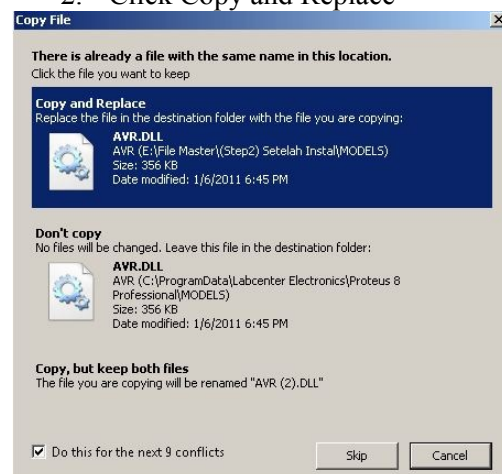 2. Click Copy and Replace
Copy File
There is already a file with the same name in this location.
Click the file you want to keep
Copy and Replace
Replace the file in the destination folder with the file you are copying:
AVR.DLL
AVR (E:\File Master\(Step2) Setelah Instal\MODELS)
Size: 356 KB
Date modified: 1/6/2011 6:45 PM
Don't copy
No files will be changed. Leave this file in the destination folder:
AVR.DLL
AVR (C:\ProgramData\Labcenter Electronics\Proteus 8
Professional\MODELS)
Size: 356 KB
Date modified: 1/6/2011 6:45 PM
Copy, but keep both files
The file you are copying will be renamed "AVR (2).DLL"
Do this for the next 9 conflicts
Skip
Cancel